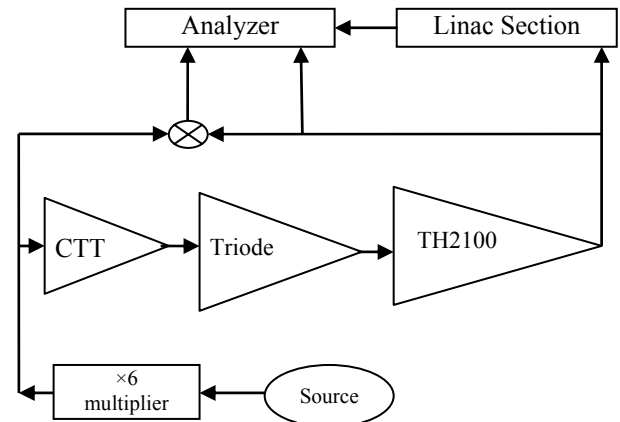 Analyzer
Linac Section
CTT
Triode
TH2100
×6
multiplier
Source